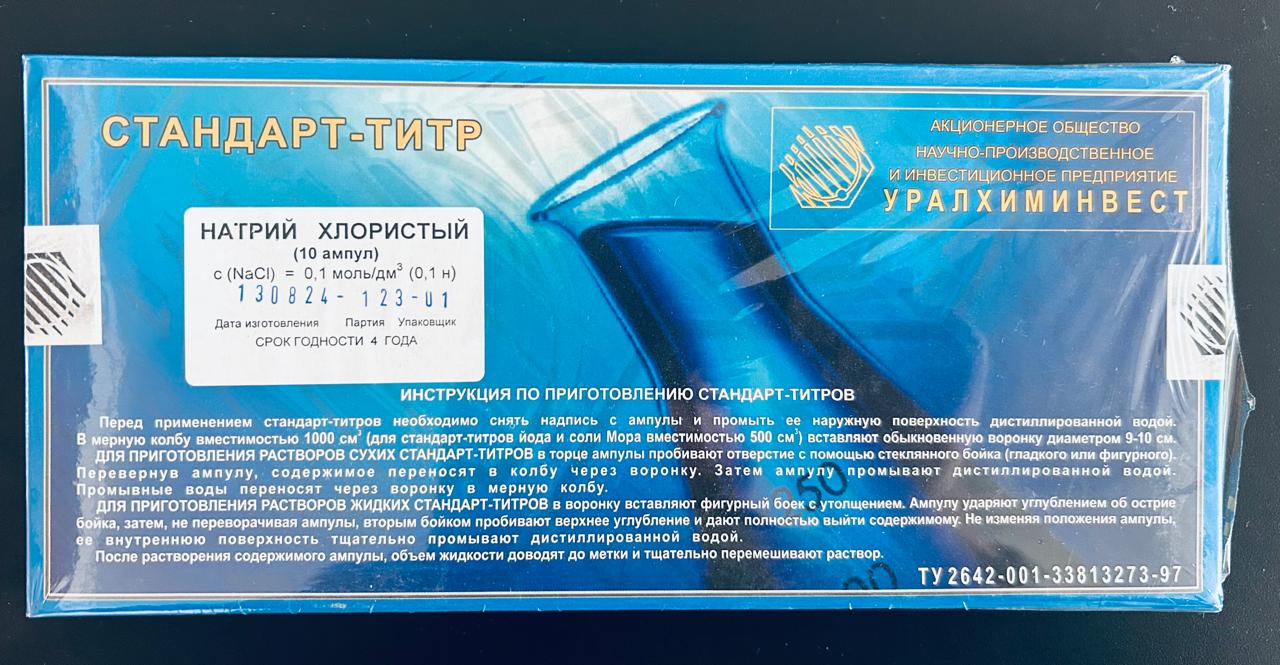 СТАНДАРТ-ТИТР
АКЦИОНЕРНОЕ ОБЩЕСТВО
НАУЧНО-ПРОИЗВОДСТВЕННОЕ
И ИНВЕСТИЦИОННОЕ ПРЕДПРИЯТИЕ
УРАЛХИМИНВЕСТ
НАТРИЙ ХЛОРИСТЫЙ
(10 ампул)
с (NaCl) = 0,1 моль/дм³ (0,1 н)
130824- 123-01
Дата изготовления Партия Упаковщик
СРОК ГОДНОСТИ 4 ГОДА
ИНСТРУКЦИЯ ПО ПРИГОТОВЛЕНИЮ СТАНДАРТ-ТИТРОВ
Перед применением стандарт-титров необходимо снять надпись с ампулы и промыть ее наружную поверхность дистиллированной водой.
В мерную колбу вместимостью 1000 см³ (для стандарт-титров йода и соли Мора вместимостью 500 см³) вставляют обыкновенную воронку диаметром 9-10 см.
ДЛЯ ПРИГОТОВЛЕНИЯ РАСТВОРОВ СУХИХ СТАНДАРТ-ТИТРОВ в торце ампулы пробивают отверстие с помощью стеклянного бойка (гладкого или фигурного).
Перевернув ампулу, содержимое переносят в колбу через воронку. Затем ампулу промывают дистиллированной водой.
Промывные воды переносят через воронку в мерную колбу.
ДЛЯ ПРИГОТОВЛЕНИЯ РАСТВОРОВ ЖИДКИХ СТАНДАРТ-ТИТРОВ в воронку вставляют фигурный боек с утолщением. Ампулу ударяют углублением об острие
бойка, затем, не переворачивая ампулы, вторым бойком пробивают верхнее углубление и дают полностью выйти содержимому. Не изменяя положения ампулы,
ее внутреннюю поверхность тщательно промывают дистиллированной водой.
После растворения содержимого ампулы, объем жидкости доводят до метки и тщательно перемешивают раствор.
ТУ 2642-001-33813273-97